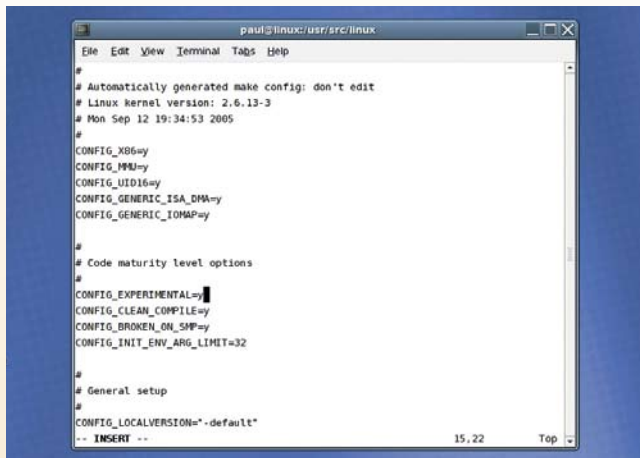 paul@linux:/usr/src/linux
File Edit View Terminal Tabs Help
#
# Automatically generated make config: don't edit
# Linux kernel version: 2.6.13-3
# Mon Sep 12 19:34:53 2005
#
CONFIG_X86=y
CONFIG_MMU=y
CONFIG_UID16=y
CONFIG_GENERIC_ISA_DMA=y
CONFIG_GENERIC_IOMAP=y
#
# Code maturity level options
#
CONFIG_EXPERIMENTAL=y
CONFIG_CLEAN_COMPILE=y
CONFIG_BROKEN_ON_SMP=y
CONFIG_INIT_ENV_ARG_LIMIT=32
#
# General setup
#
CONFIG_LOCALVERSION="-default"
-- INSERT -- 15,22 Top